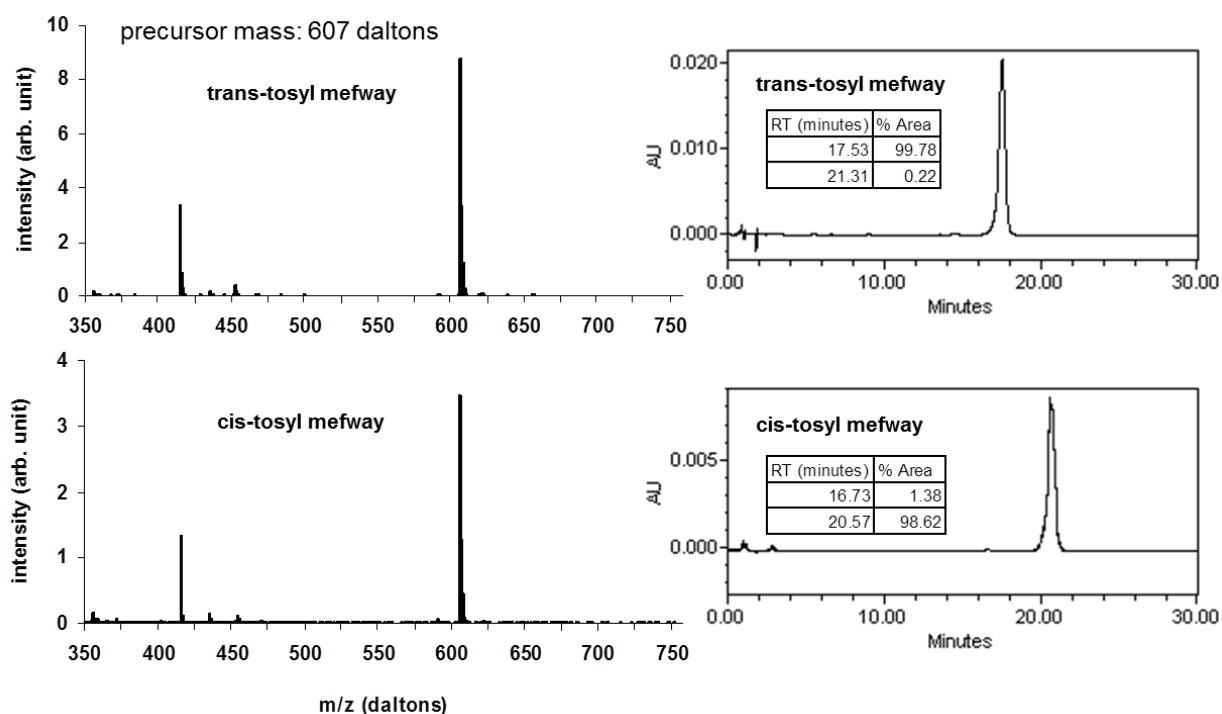 precursor mass: 607 daltons
trans-tosyl mefway
intensity (arb. unit)
10
8
6
4
2
0
350 400 450 500 550 600 650 700 750
trans-tosyl mefway
RT (minutes) % Area
17.53 99.78
21.31 0.22
AU
0.020
0.010
0.000
0.00 10.00 20.00 30.00
Minutes
cis-tosyl mefway
intensity (arb. unit)
4
3
2
1
0
350 400 450 500 550 600 650 700 750
m/z (daltons)
cis-tosyl mefway
RT (minutes) % Area
16.73 1.38
20.57 98.62
AU
0.005
0.000
0.00 10.00 20.00 30.00
Minutes